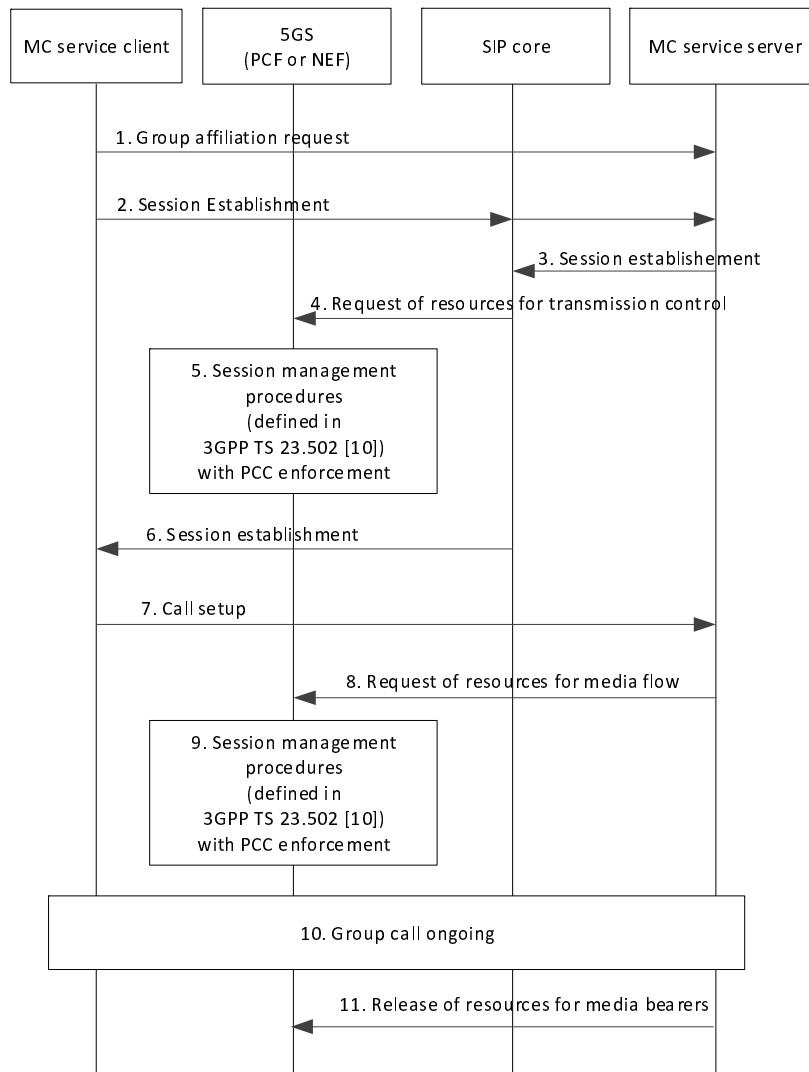 MC service client
5GS
(PCF or NEF)
SIP core
MC service server
1. Group affiliation request
2. Session Establishment
3. Session establishement
4. Request of resources for transmission control
5. Session management
procedures
(defined in
3GPP TS 23.502 [10])
with PCC enforcement
6. Session establishment
7. Call setup
8. Request of resources for media flow
9. Session management
procedures
(defined in
3GPP TS 23.502 [10])
with PCC enforcement
10. Group call ongoing
11. Release of resources for media bearers